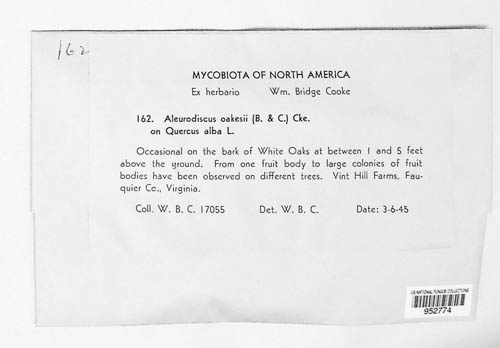 162
MYCOBIOTA OF NORTH AMERICA
Ex herbario Wm. Bridge Cooke
162. Aleurodiscus oakesii (B. & C.) Cke.
on Quercus alba L.
Occasional on the bark of White Oaks at between 1 and 5 feet
above the ground. From one fruit body to large colonies of fruit
bodies have been observed on different trees. Vint Hill Farms, Fau-
quier Co., Virginia.
Coll. W. B. C. 17055 Det. W. B. C. Date: 3-6-45
US NATIONAL FUNGUS COLLECTIONS
952774